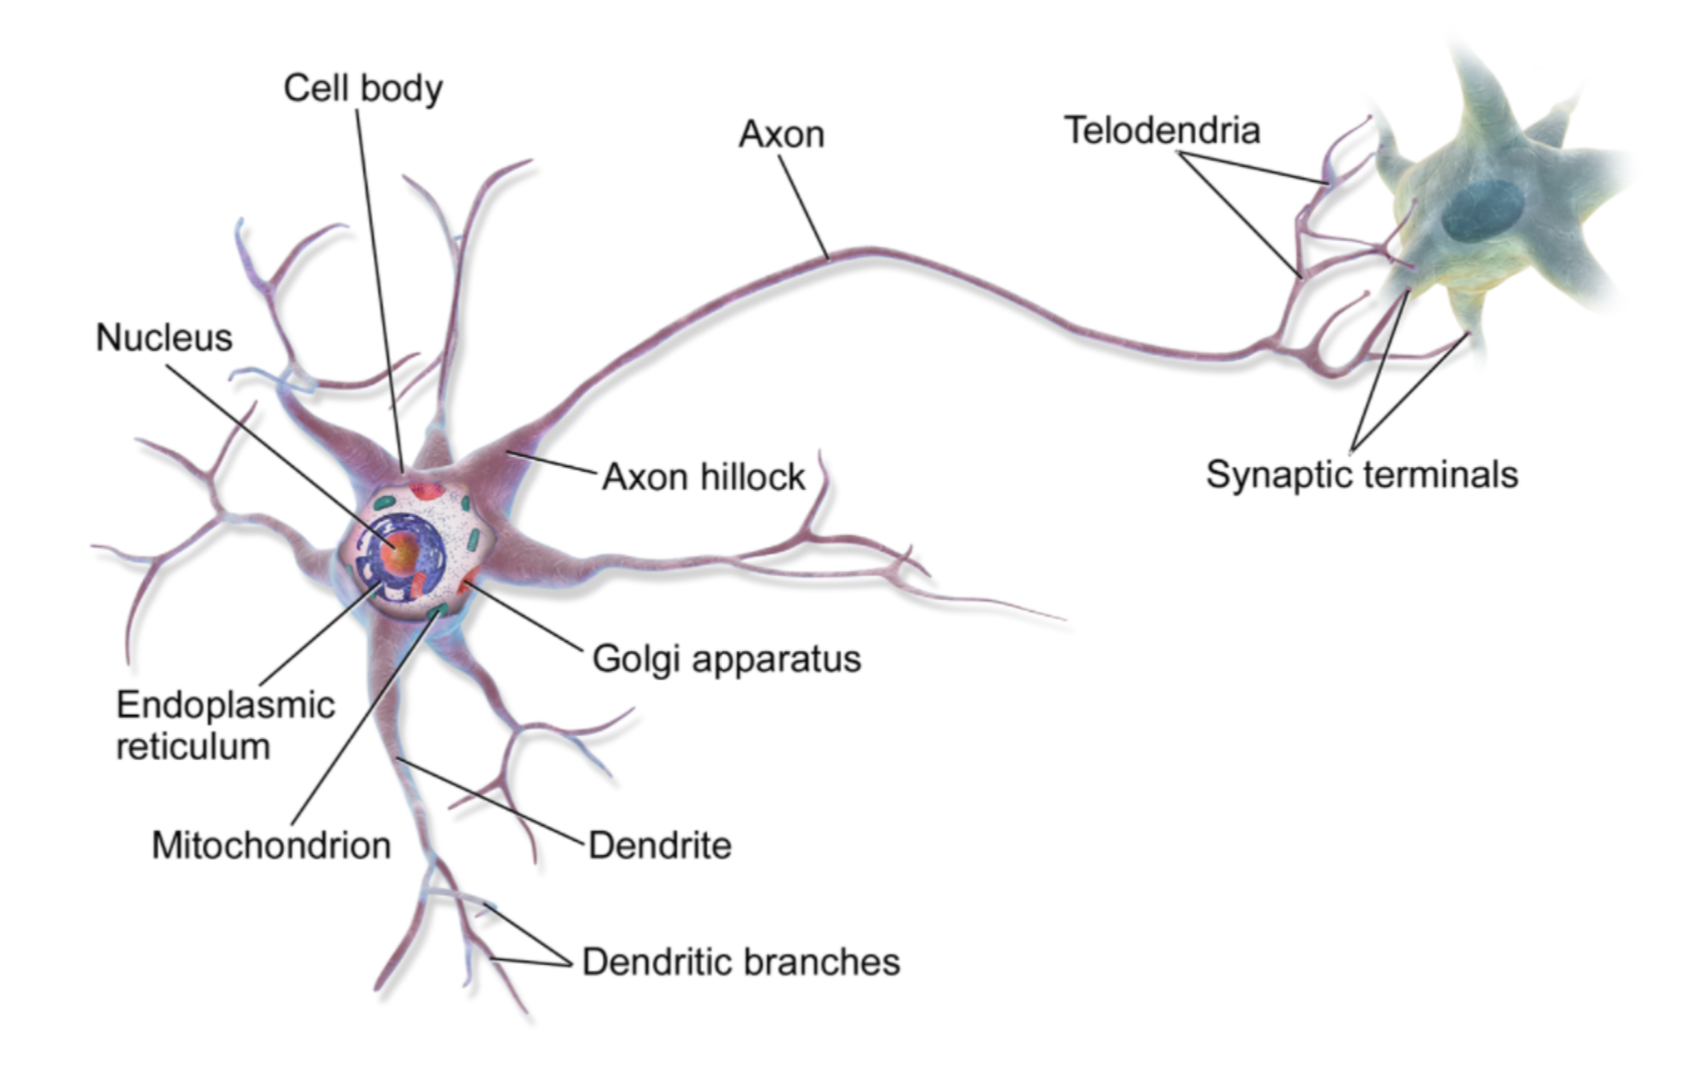 Cell body
Axon
Telodendria
Nucleus
Axon hillock
Synaptic terminals
Golgi apparatus
Endoplasmic
reticulum
Mitochondrion
Dendrite
Dendritic branches